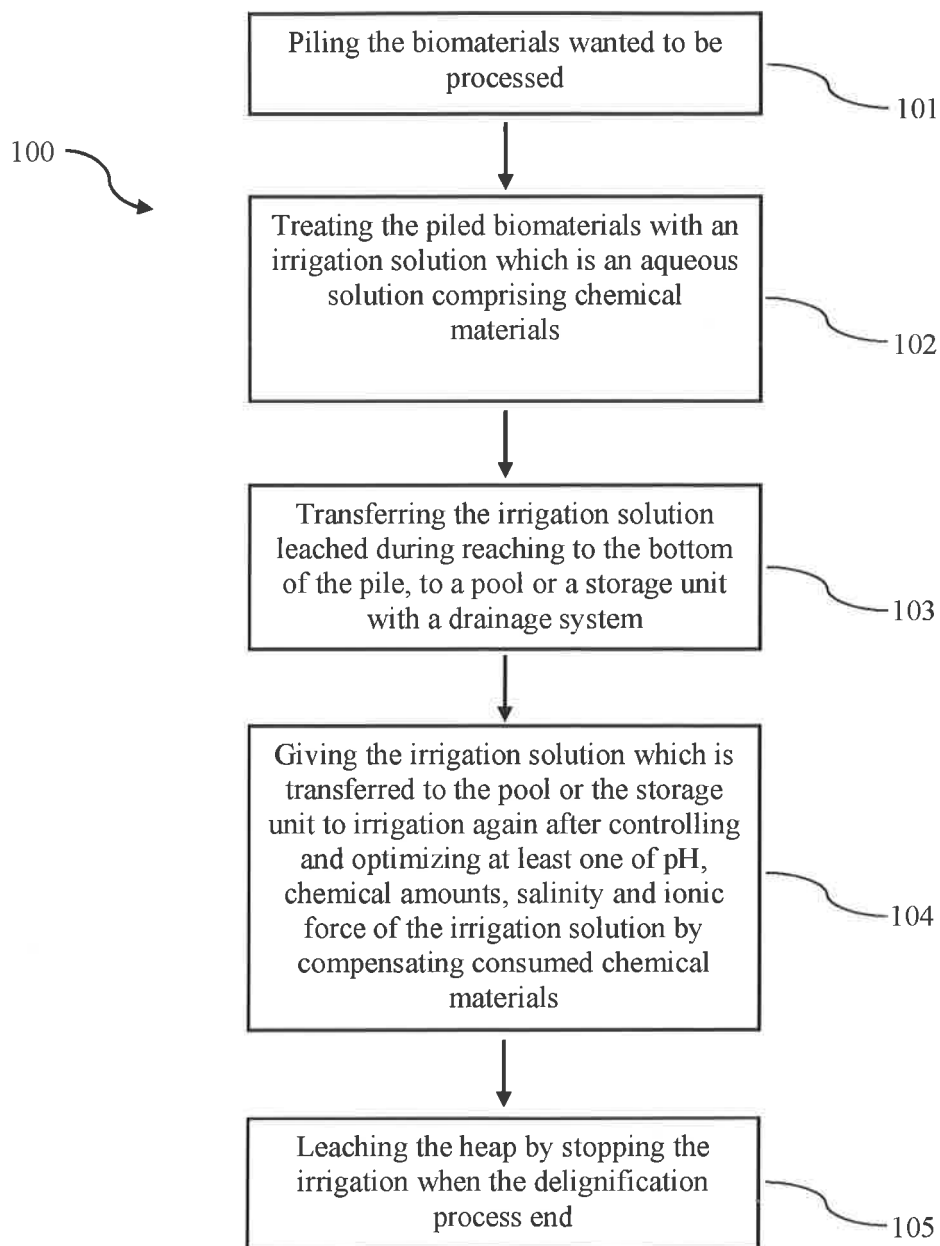 Piling the biomaterials wanted to be
processed
101
100
Treating the piled biomaterials with an
irrigation solution which is an aqueous
solution comprising chemical
materials
102
Transferring the irrigation solution
leached during reaching to the bottom
of the pile, to a pool or a storage unit
with a drainage system
103
Giving the irrigation solution which is
transferred to the pool or the storage
unit to irrigation again after controlling
and optimizing at least one of pH,
chemical amounts, salinity and ionic
force of the irrigation solution by
compensating consumed chemical
materials
104
Leaching the heap by stopping the
irrigation when the delignification
process end
105